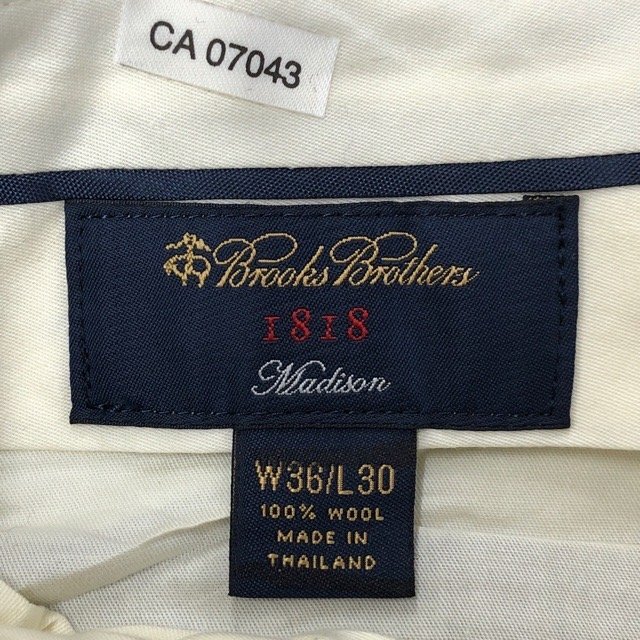 CA 07043
Brooks Brothers
1818
Madison
W36/L30
100% WOOL
MADE IN
THAILAND